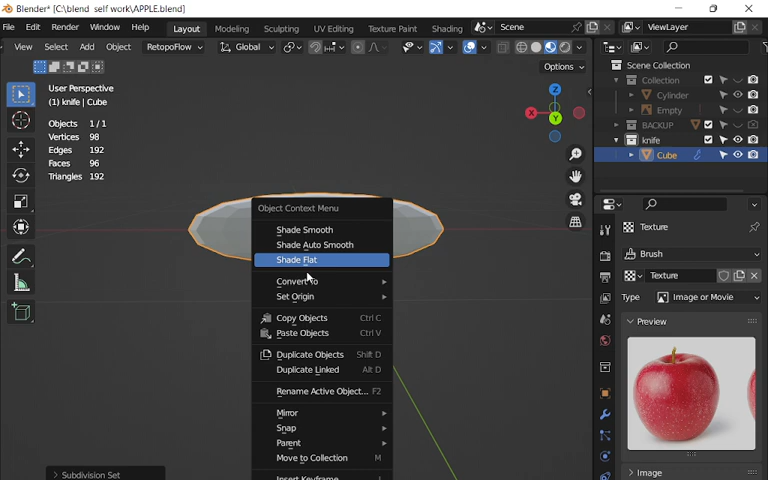 Blender* [C:\blend self work\APPLE.blend]
File Edit Render Window Help Layout Modeling Sculpting UV Editing Texture Paint Shading Scene ViewLayer
View Select Add Object RetopoFlow Global
Options
User Perspective
(1) knife | Cube
Objects 1 / 1
Vertices 98
Edges 192
Faces 96
Triangles 192
Z
X
Y
Object Context Menu
Shade Smooth
Shade Auto Smooth
Shade Flat
Convert To
Set Origin
Copy Objects Ctrl C
Paste Objects Ctrl V
Duplicate Objects Shift D
Duplicate Linked Alt D
Rename Active Object... F2
Mirror
Snap
Parent
Move to Collection M
Insert Keyframe... I
Subdivision Set
Scene Collection
Collection
Cylinder
Empty
BACKUP
knife
Cube
Texture
Brush
Texture
Type Image or Movie
Preview
Image